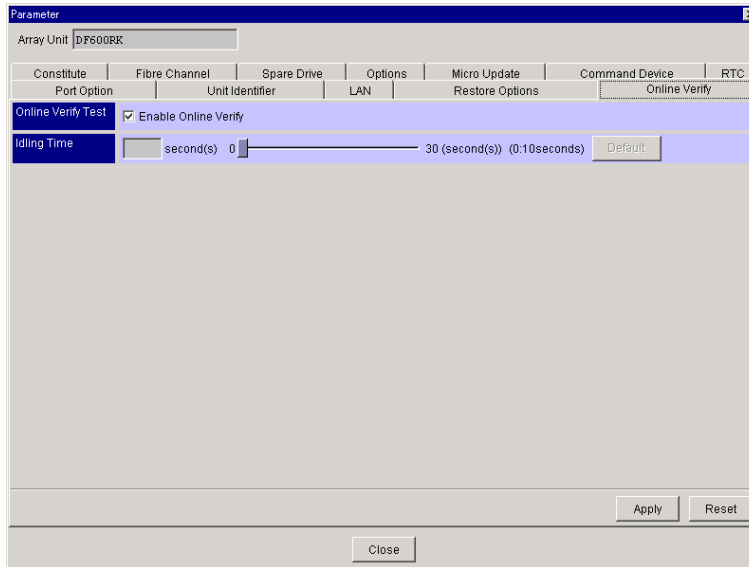 Parameter
Array Unit DF600RK
Constitute Fibre Channel Spare Drive Options Micro Update Command Device RTC
Port Option Unit Identifier LAN Restore Options Online Verify
Online Verify Test Enable Online Verify
Idling Time second(s) 0 30 (second(s)) (0:10seconds) Default
Apply Reset
Close